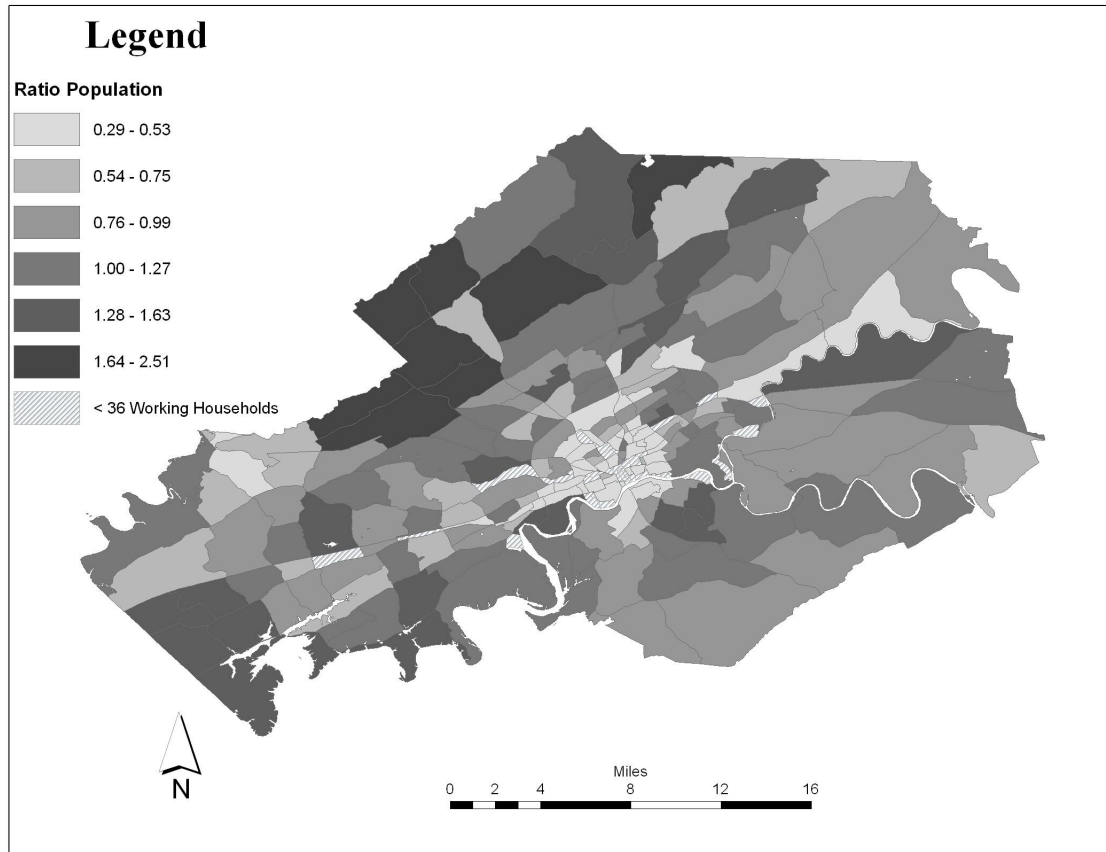 Legend
Ratio Population
0.29 - 0.53
0.54 - 0.75
0.76 - 0.99
1.00 - 1.27
1.28 - 1.63
1.64 - 2.51
< 36 Working Households
N
Miles
0 2 4 8 12 16